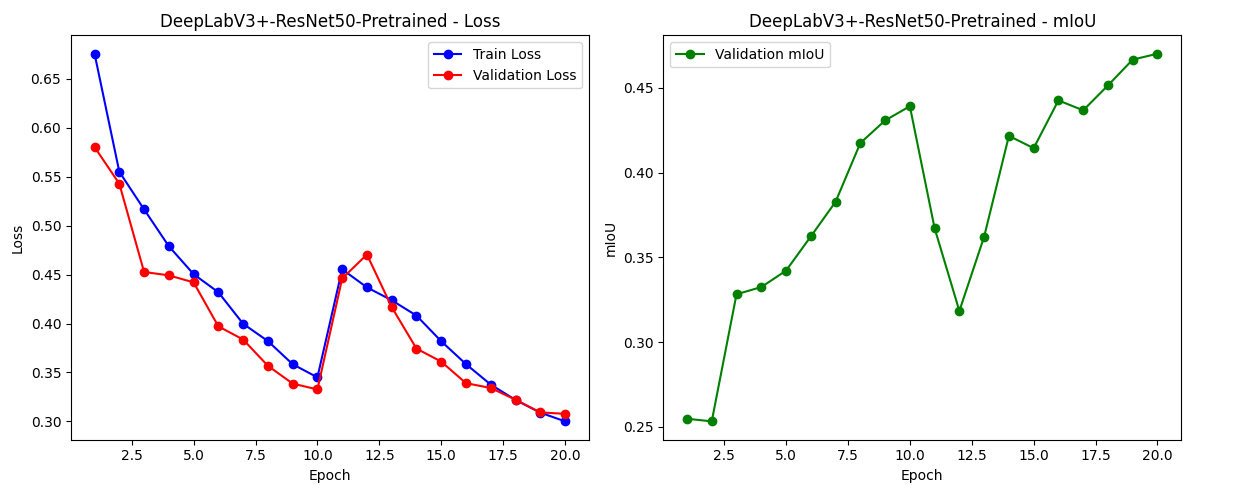 DeepLabV3+-ResNet50-Pretrained - Loss
Train Loss
Validation Loss
0.65
0.60
0.55
0.50
0.45
0.40
0.35
0.30
Loss
2.5 5.0 7.5 10.0 12.5 15.0 17.5 20.0
Epoch
DeepLabV3+-ResNet50-Pretrained - mIoU
Validation mIoU
0.45
0.40
0.35
0.30
0.25
mIoU
2.5 5.0 7.5 10.0 12.5 15.0 17.5 20.0
Epoch